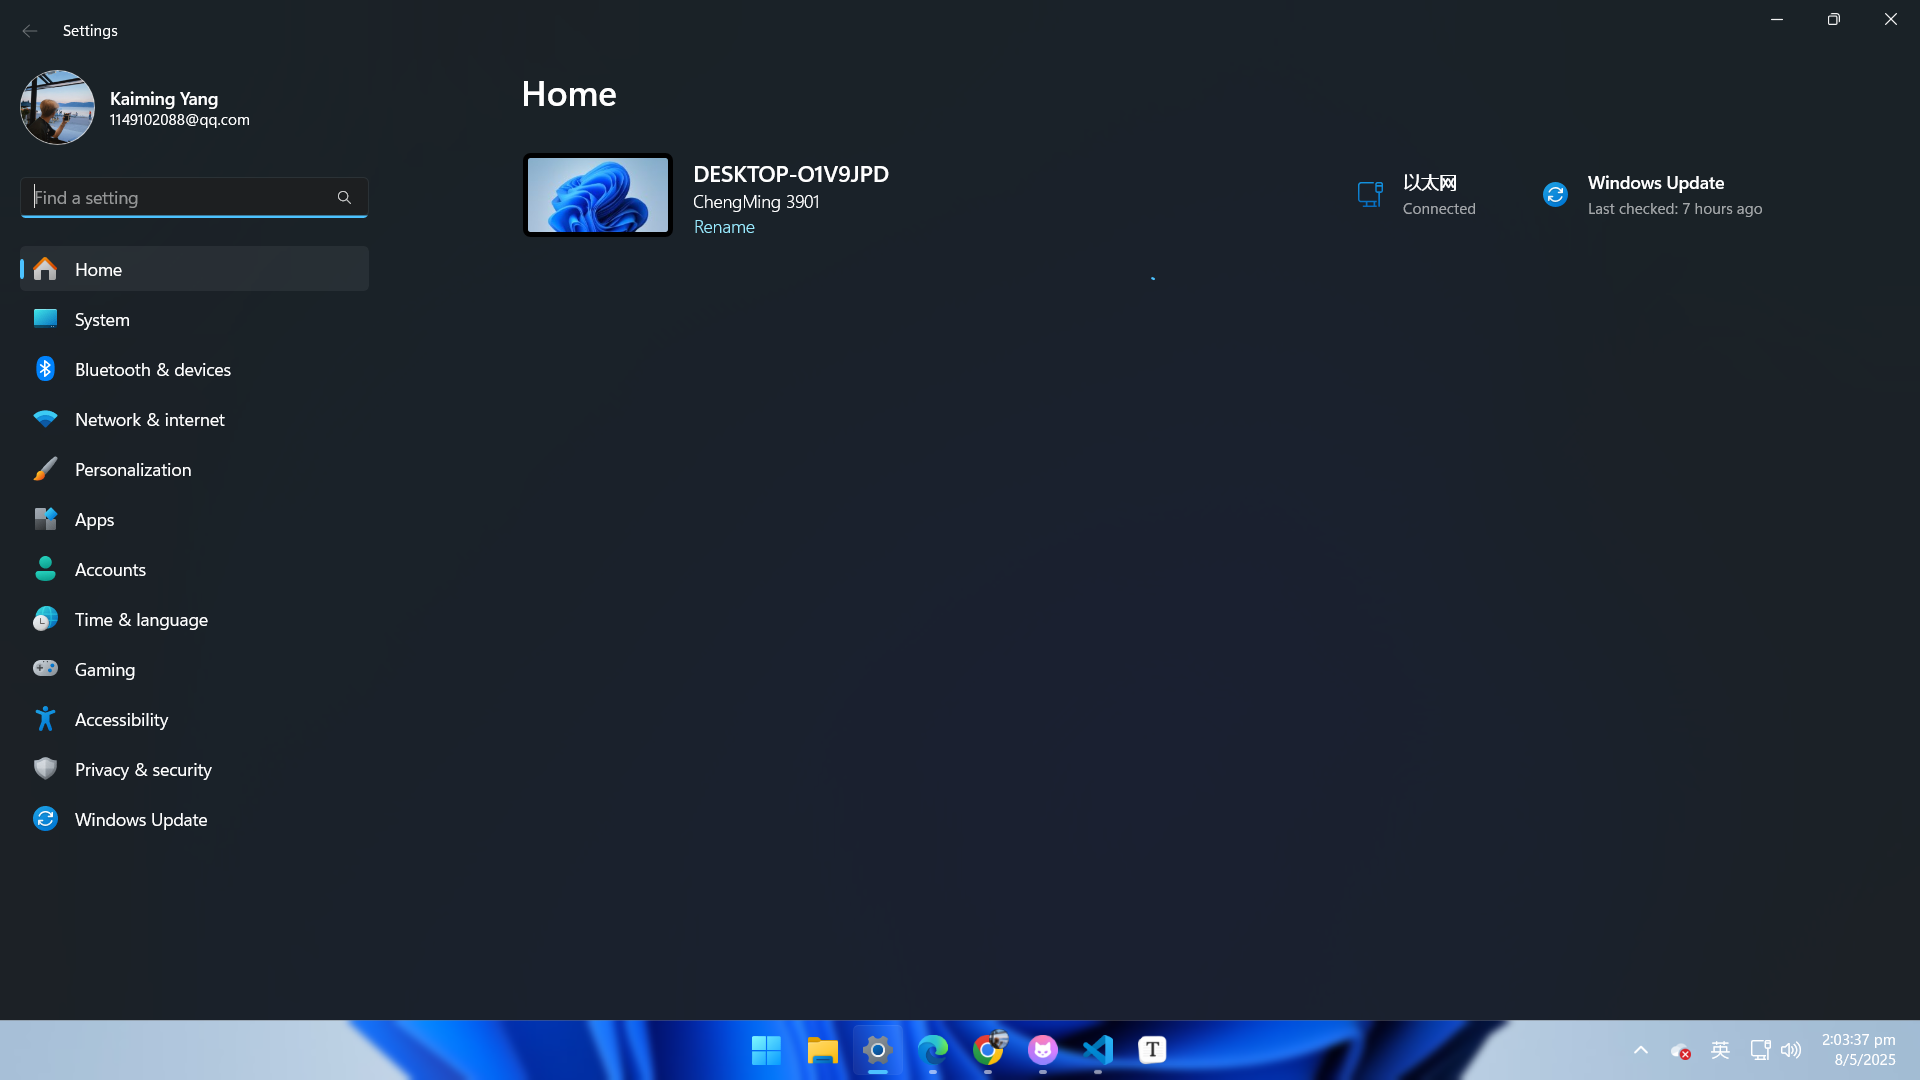 Settings
Kaiming Yang
1149102088@qq.com
Find a setting
Home
System
Bluetooth & devices
Network & internet
Personalization
Apps
Accounts
Time & language
Gaming
Accessibility
Privacy & security
Windows Update
Home
DESKTOP-O1V9JPD
ChengMing 3901
Rename
以太网
Connected
Windows Update
Last checked: 7 hours ago
T
英
2:03:37 pm
8/5/2025